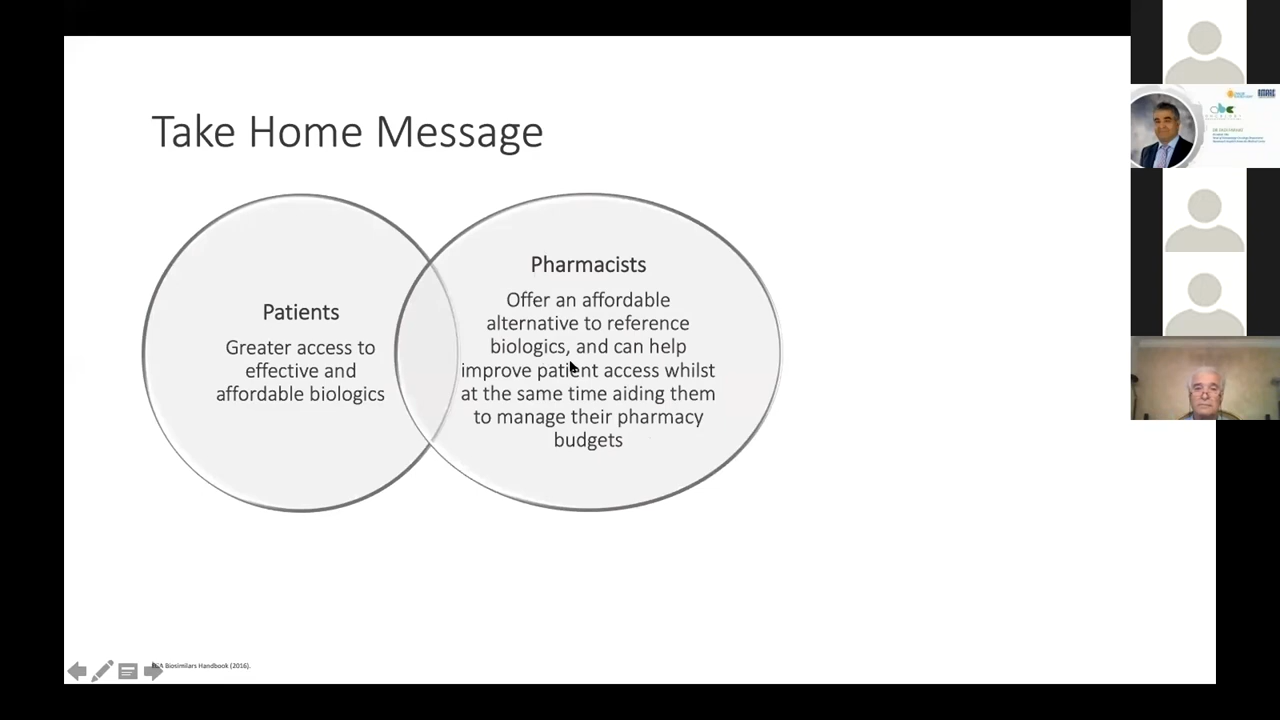 Take Home Message
Patients
Greater access to
effective and
affordable biologics
Pharmacists
Offer an affordable
alternative to reference
biologics, and can help
improve patient access whilst
at the same time aiding them
to manage their pharmacy
budgets
Biosimilars Handbook (2016).